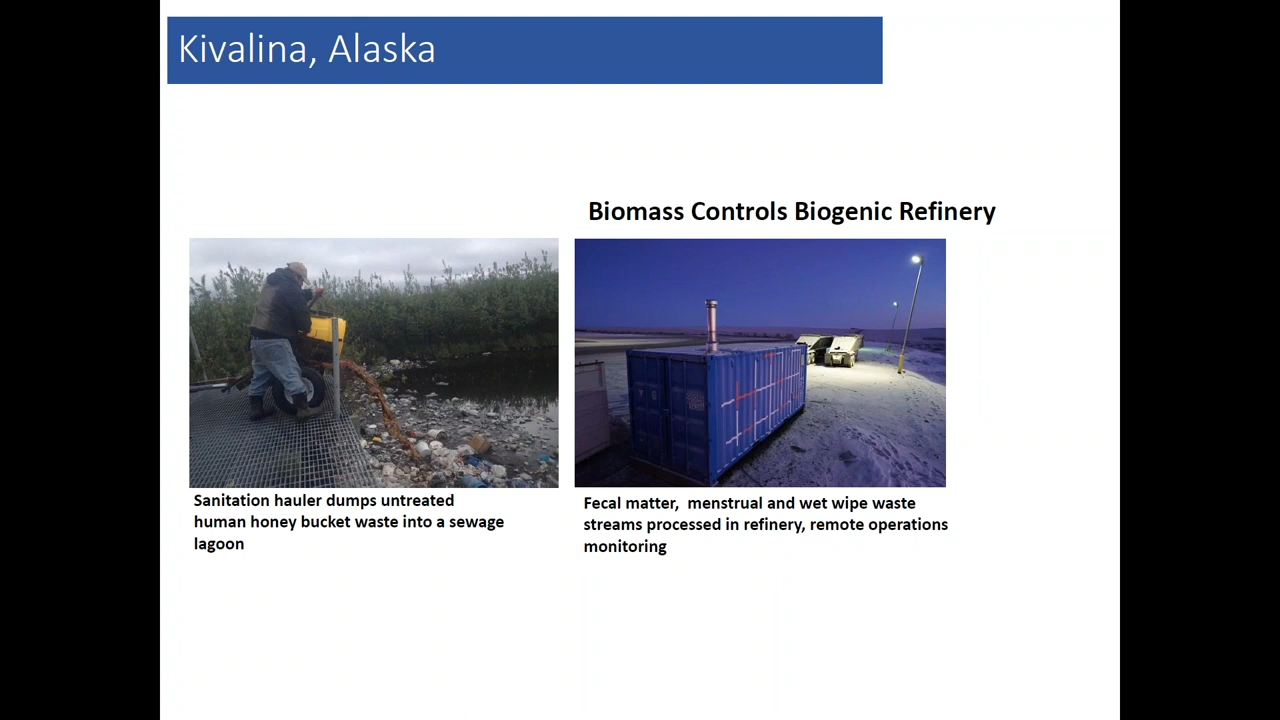 Kivalina, Alaska
Biomass Controls Biogenic Refinery
Sanitation hauler dumps untreated
human honey bucket waste into a sewage
lagoon
Fecal matter,  menstrual and wet wipe waste
streams processed in refinery, remote operations
monitoring